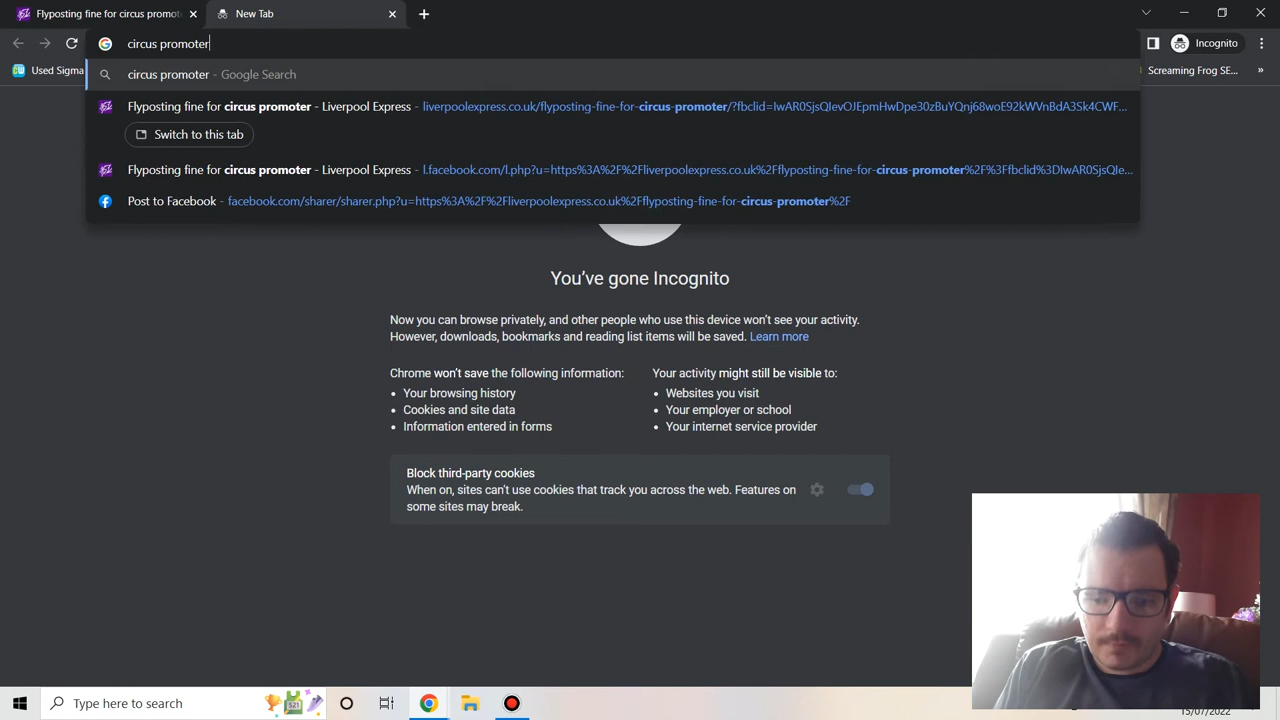 Flyposting fine for circus promot
New Tab
circus promoter
Incognito
circus promoter - Google Search
Used Sigma
Screaming Frog SE...
»
Flyposting fine for circus promoter - Liverpool Express - liverpoolexpress.co.uk/flyposting-fine-for-circus-promoter/?fbclid=IwAR0SjsQIevOJEpmHwDpe30zBuYQnj68woE92kWVnBdA3Sk4CWF...
Switch to this tab
Flyposting fine for circus promoter - Liverpool Express - l.facebook.com/l.php?u=https%3A%2F%2Fliverpoolexpress.co.uk%2Fflyposting-fine-for-circus-promoter%2F%3Ffbclid%3DIwAR0SjsQIe...
Post to Facebook - facebook.com/sharer/sharer.php?u=https%3A%2F%2Fliverpoolexpress.co.uk%2Fflyposting-fine-for-circus-promoter%2F
You’ve gone Incognito
Now you can browse privately, and other people who use this device won’t see your activity.
However, downloads, bookmarks and reading list items will be saved. Learn more
Chrome won’t save the following information:
• Your browsing history
• Cookies and site data
• Information entered in forms
Your activity might still be visible to:
• Websites you visit
• Your employer or school
• Your internet service provider
Block third-party cookies
When on, sites can't use cookies that track you across the web. Features on
some sites may break.
Type here to search
15/07/2022